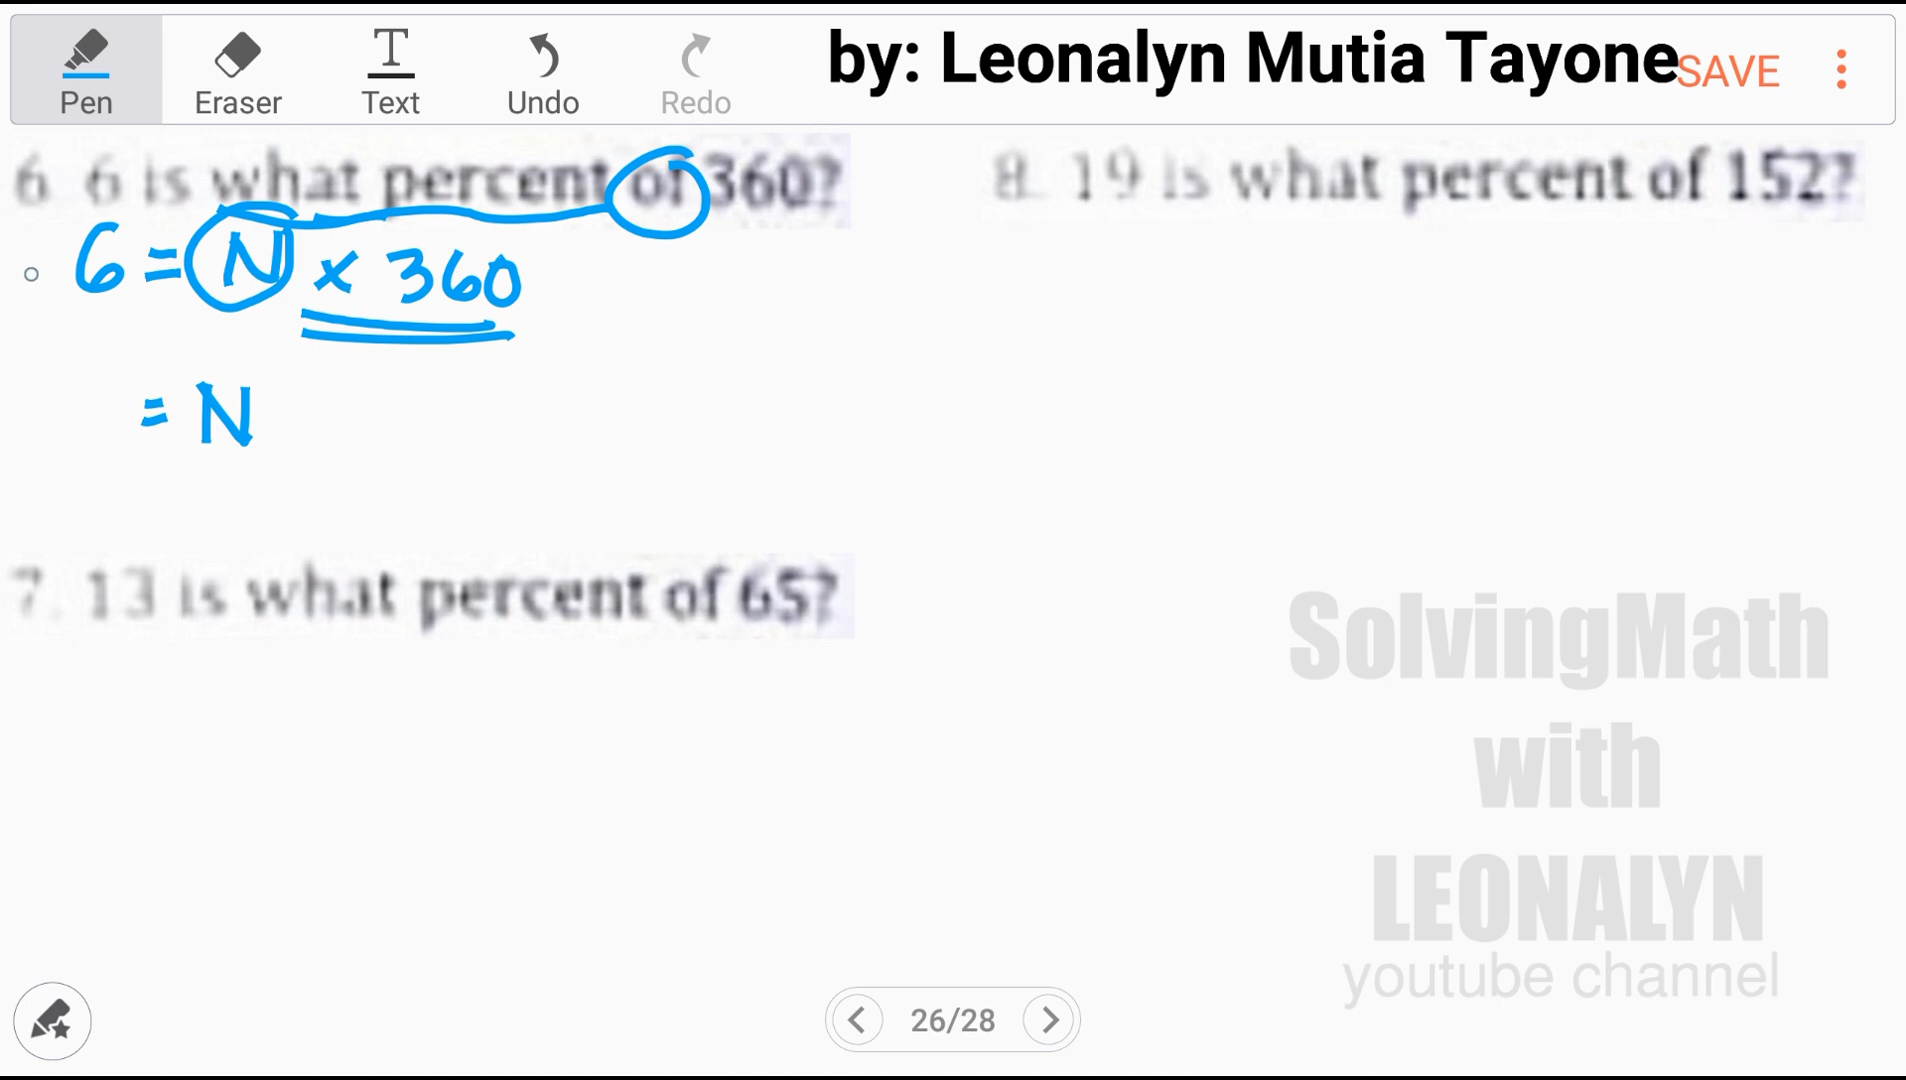 Pen Eraser Text Undo Redo by: Leonalyn Mutia Tayone SAVE
6 6 is what percent of 360?
6 = N x 360
= N
7. 13 is what percent of 65?
8. 19 is what percent of 152?
SolvingMath
with
LEONALYN
youtube channel
26/28